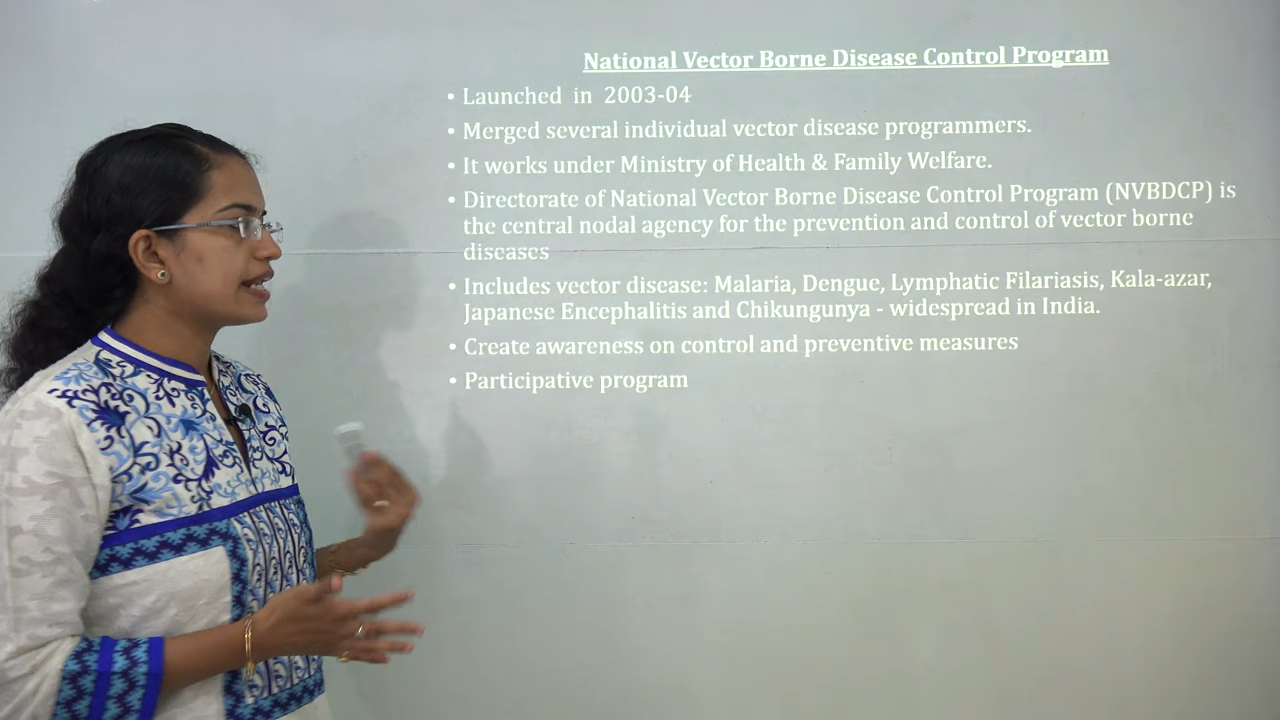 National Vector Borne Disease Control Program
• Launched in 2003-04
• Merged several individual vector disease programmers.
• It works under Ministry of Health & Family Welfare.
• Directorate of National Vector Borne Disease Control Program (NVBDCP) is
the central nodal agency for the prevention and control of vector borne
diseases
• Includes vector disease: Malaria, Dengue, Lymphatic Filariasis, Kala-azar,
Japanese Encephalitis and Chikungunya - widespread in India.
• Create awareness on control and preventive measures
• Participative program